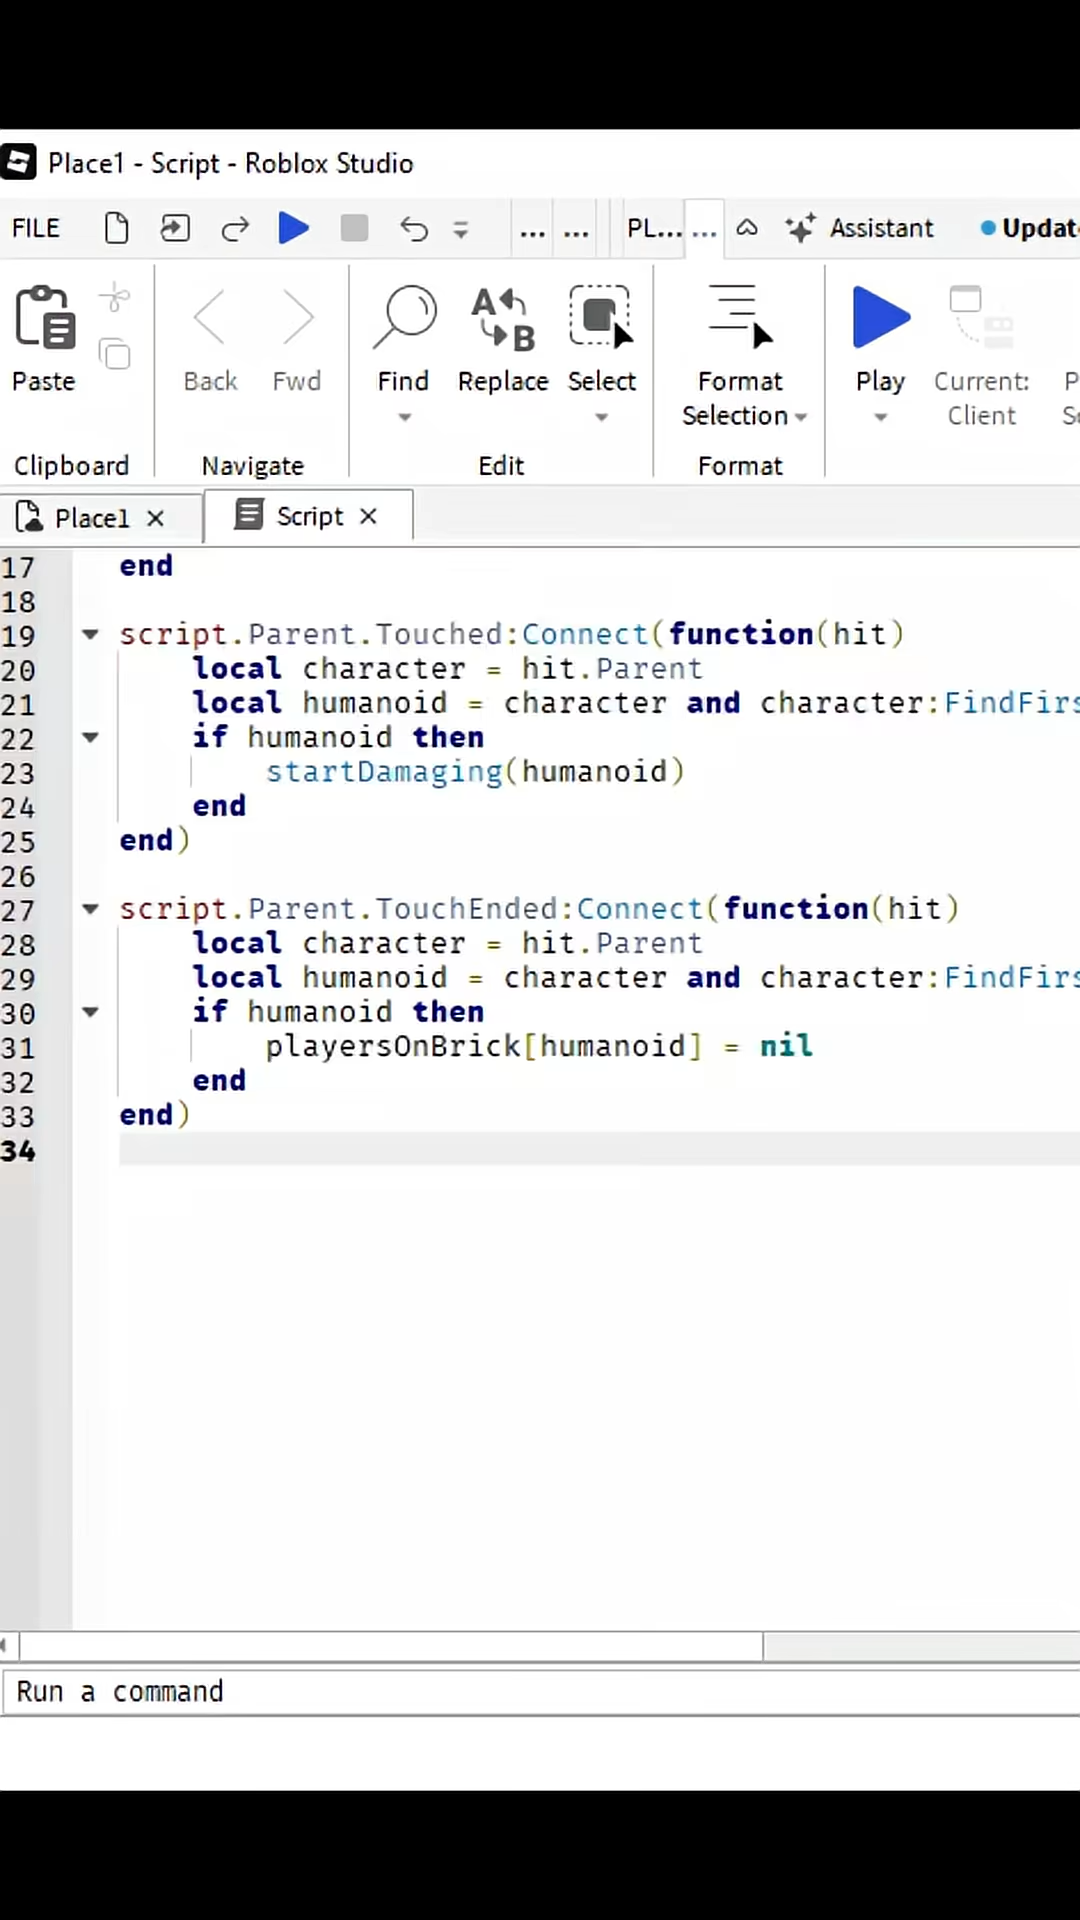 Place1 - Script - Roblox Studio
FILE ... ... PL... ... Assistant Updat
Paste Back Fwd Find Replace Select Format Selection Play Current: Client
Clipboard Navigate Edit Format
Place1 Script
17 end
18
19 script.Parent.Touched:Connect(function(hit)
20 local character = hit.Parent
21 local humanoid = character and character:FindFirs
22 if humanoid then
23 startDamaging(humanoid)
24 end
25 end)
26
27 script.Parent.TouchEnded:Connect(function(hit)
28 local character = hit.Parent
29 local humanoid = character and character:FindFirs
30 if humanoid then
31 playersOnBrick[humanoid] = nil
32 end
33 end)
34
Run a command